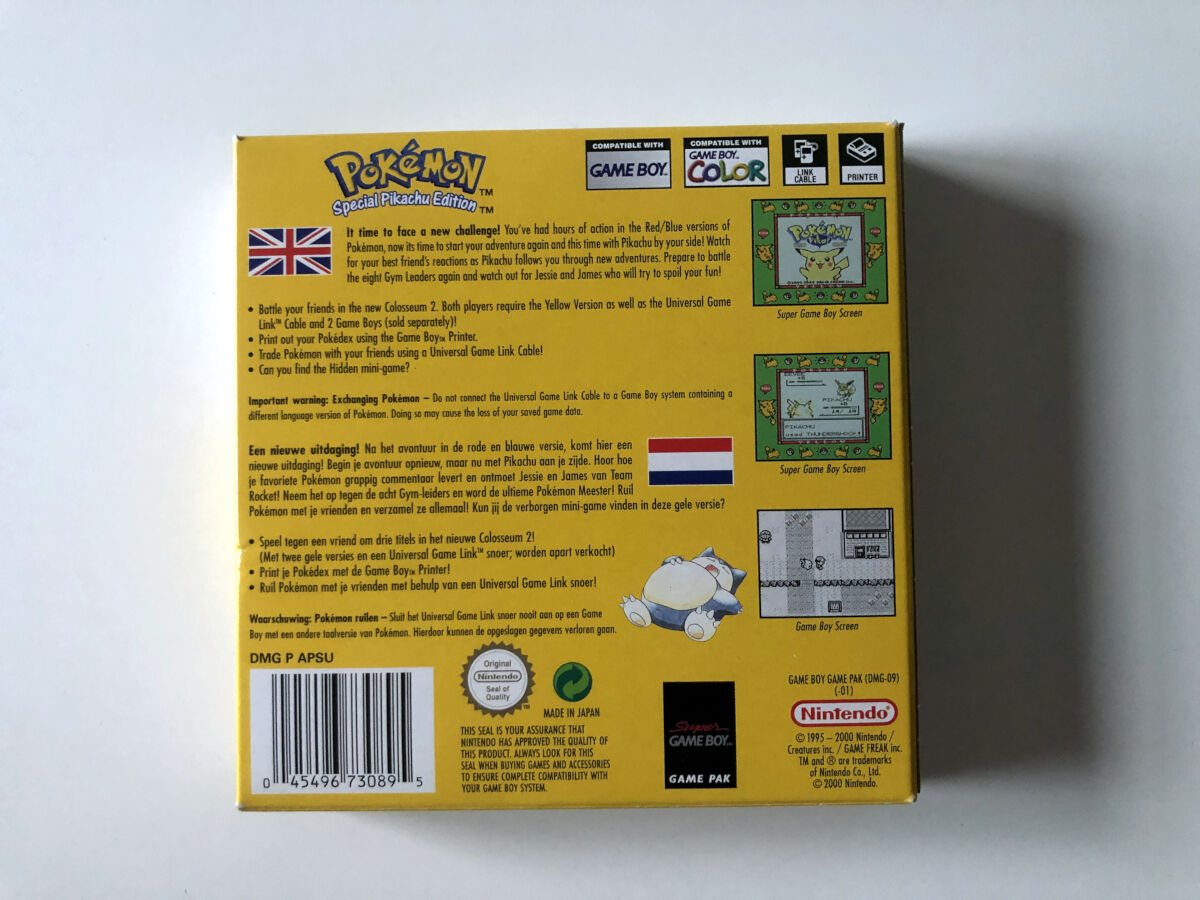 POKéMON™
Special Pikachu Edition™
COMPATIBLE WITH
GAME BOY™
COMPATIBLE WITH
GAME BOY™
COLOR
LINK
CABLE
PRINTER
It time to face a new challenge! You've had hours of action in the Red/Blue versions of
Pokémon, now its time to start your adventure again and this time with Pikachu by your side! Watch
for your best friend's reactions as Pikachu follows you through new adventures. Prepare to battle
the eight Gym Leaders again and watch out for Jessie and James who will try to spoil your fun!
• Battle your friends in the new Colosseum 2. Both players require the Yellow Version as well as the Universal Game
Link™ Cable and 2 Game Boys (sold separately)!
• Print out your Pokédex using the Game Boy™ Printer.
• Trade Pokémon with your friends using a Universal Game Link Cable!
• Can you find the Hidden mini-game?
Important warning: Exchanging Pokémon – Do not connect the Universal Game Link Cable to a Game Boy system containing a
different language version of Pokémon. Doing so may cause the loss of your saved game data.
Een nieuwe uitdaging! Na het avontuur in de rode en blauwe versie, komt hier een
nieuwe uitdaging! Begin je avontuur opnieuw, maar nu met Pikachu aan je zijde. Hoor hoe
je favoriete Pokémon grappig commentaar levert en ontmoet Jessie en James van Team
Rocket! Neem het op tegen de acht Gym-leiders en word de ultieme Pokémon Meester! Ruil
Pokémon met je vrienden en verzamel ze allemaal! Kun jij de verborgen mini-game vinden in deze gele versie?
• Speel tegen een vriend om drie titels in het nieuwe Colosseum 2!
(Met twee gele versies en een Universal Game Link™ snoer; worden apart verkocht)
• Print je Pokédex met de Game Boy™ Printer!
• Ruil Pokémon met je vrienden met behulp van een Universal Game Link snoer!
Waarschuwing: Pokémon ruilen – Sluit het Universal Game Link snoer nooit aan op een Game
Boy met een andere taalversie van Pokémon. Hierdoor kunnen de opgeslagen gegevens verloren gaan.
POKéMON
Super Game Boy Screen
PIKACHU
PIKACHU
used THUNDERSHOCK!
Super Game Boy Screen
POKé
Game Boy Screen
DMG P APSU
0 45496 73089 5
Original
Nintendo
Seal of
Quality
™
MADE IN JAPAN
THIS SEAL IS YOUR ASSURANCE THAT
NINTENDO HAS APPROVED THE QUALITY OF
THIS PRODUCT. ALWAYS LOOK FOR THIS
SEAL WHEN BUYING GAMES AND ACCESSORIES
TO ENSURE COMPLETE COMPATIBILITY WITH
YOUR GAME BOY SYSTEM.
Super
GAME BOY™
GAME PAK
GAME BOY GAME PAK (DMG-09)
(-01)
Nintendo®
© 1995 – 2000 Nintendo /
Creatures inc. / GAME FREAK inc.
TM and ® are trademarks
of Nintendo Co., Ltd.
© 2000 Nintendo.